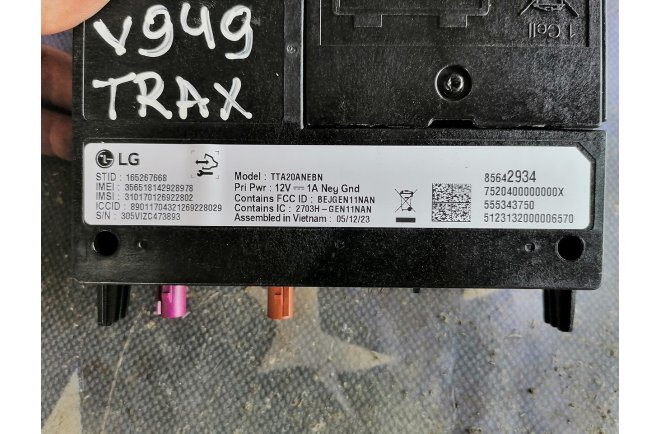 V949
TRAX
1 Cell
LG
STID : 165267668
IMEI : 356518142928978
IMSI : 310170126922802
ICCID : 89011704321269228029
S/N : 305VIZC473893
Model : TTA20ANEBN
Pri Pwr : 12V 1A Neg Gnd
Contains FCC ID : BEJGEN11NAN
Contains IC : 2703H-GEN11NAN
Assembled in Vietnam : 05/12/23
85642934
7520400000000X
555343750
5123132000006570